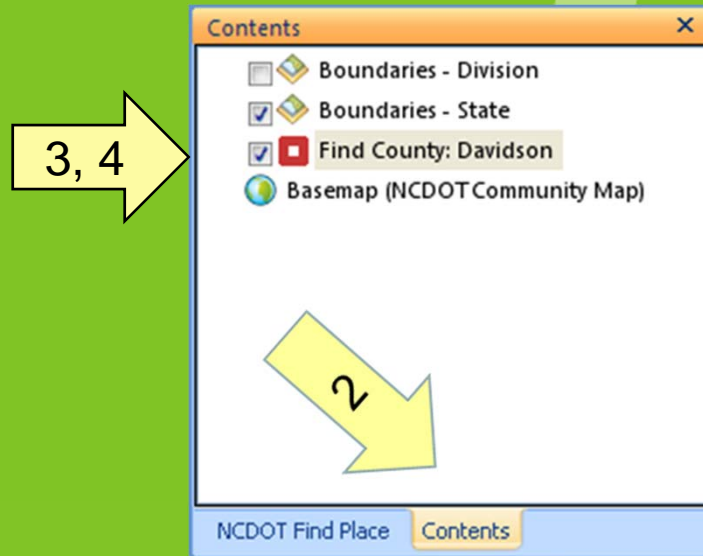 Contents
Boundaries - Division
Boundaries - State
3, 4
Find County: Davidson
Basemap (NCDOT Community Map)
2
NCDOT Find Place
Contents